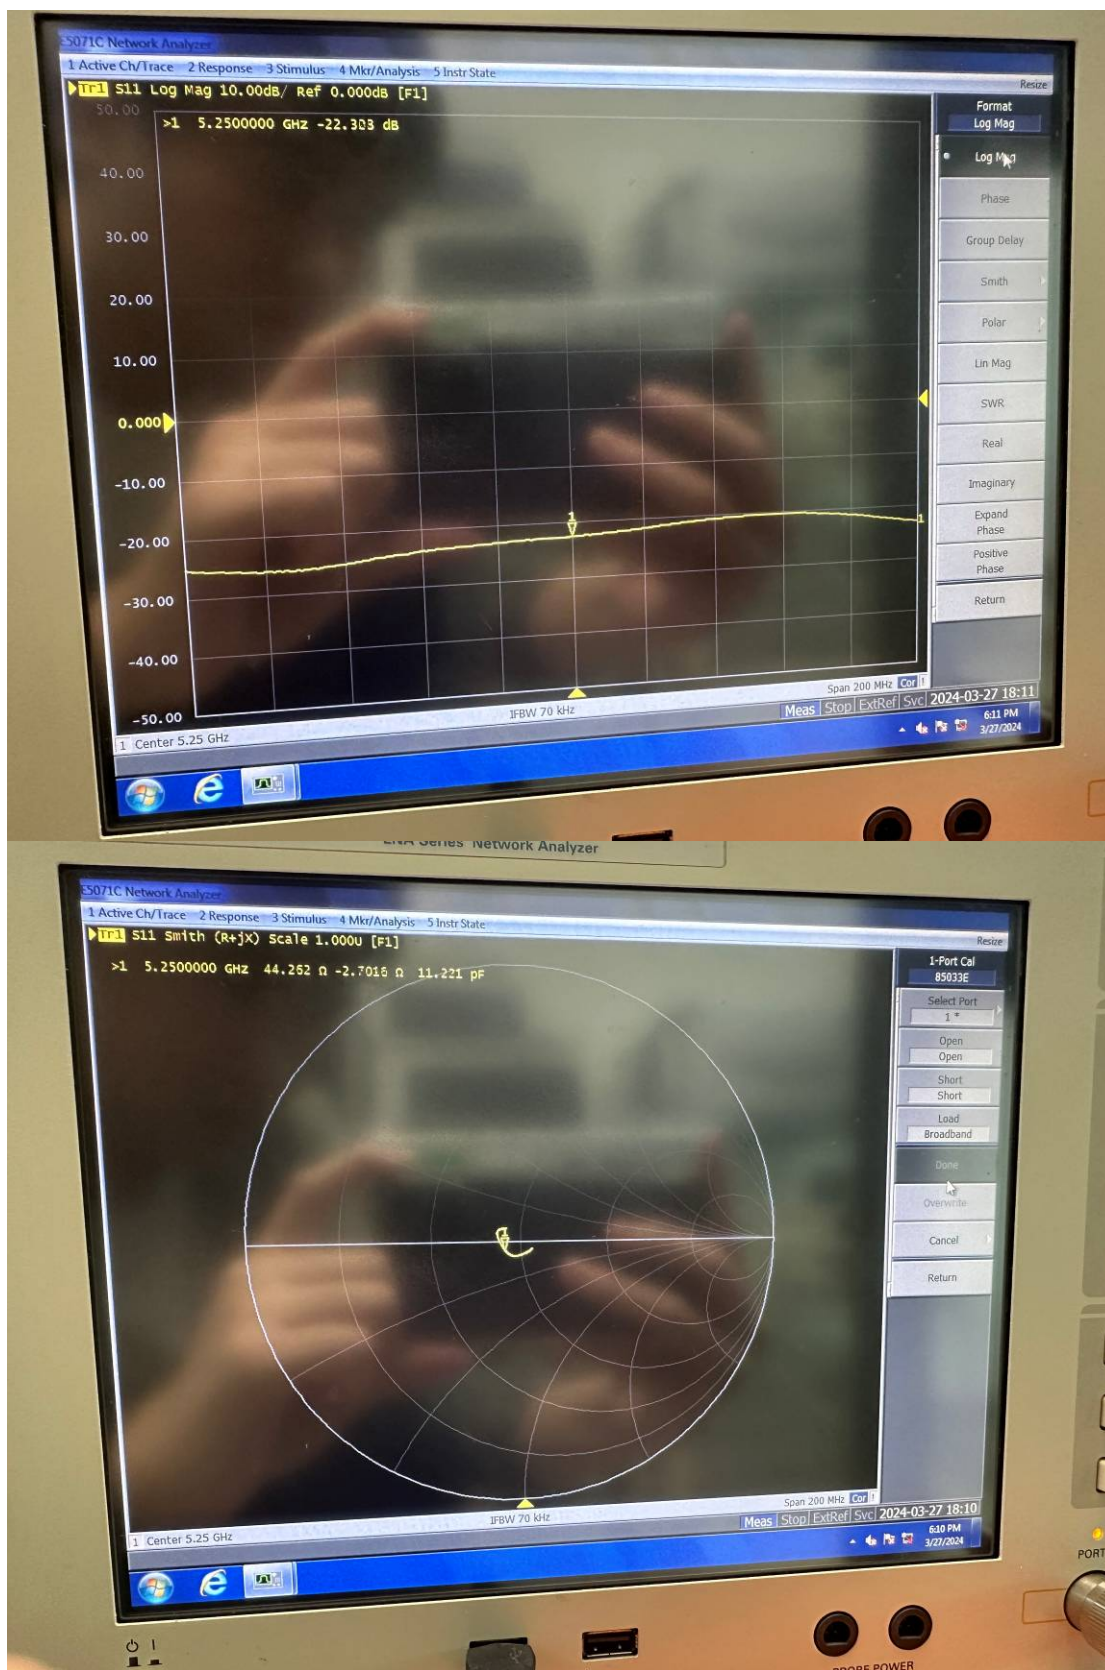 E5071C Network Analyzer
1 Active Ch/Trace 2 Response 3 Stimulus 4 Mkr/Analysis 5 Instr State
Resize
Tr1 S11 Log Mag 10.00dB/ Ref 0.000dB [F1]
50.00
>1 5.2500000 GHz -22.303 dB
40.00
30.00
20.00
10.00
0.000
-10.00
-20.00
-30.00
-40.00
-50.00
1
1
Format
Log Mag
Log Mag
Phase
Group Delay
Smith
Polar
Lin Mag
SWR
Real
Imaginary
Expand
Phase
Positive
Phase
Return
1 Center 5.25 GHz
IFBW 70 kHz
Span 200 MHz Cor !
Meas Stop ExtRef Svc 2024-03-27 18:11
6:11 PM
3/27/2024
ENA Series Network Analyzer
E5071C Network Analyzer
1 Active Ch/Trace 2 Response 3 Stimulus 4 Mkr/Analysis 5 Instr State
Resize
Tr1 S11 Smith (R+jX) Scale 1.000U [F1]
>1 5.2500000 GHz 44.262 Ω -2.7016 Ω 11.221 pF
1
1-Port Cal
85033E
Select Port
1 *
Open
Open
Short
Short
Load
Broadband
Done
Overwrite
Cancel
Return
1 Center 5.25 GHz
IFBW 70 kHz
Span 200 MHz Cor !
Meas Stop ExtRef Svc 2024-03-27 18:10
6:10 PM
3/27/2024
PORT
PROBE POWER